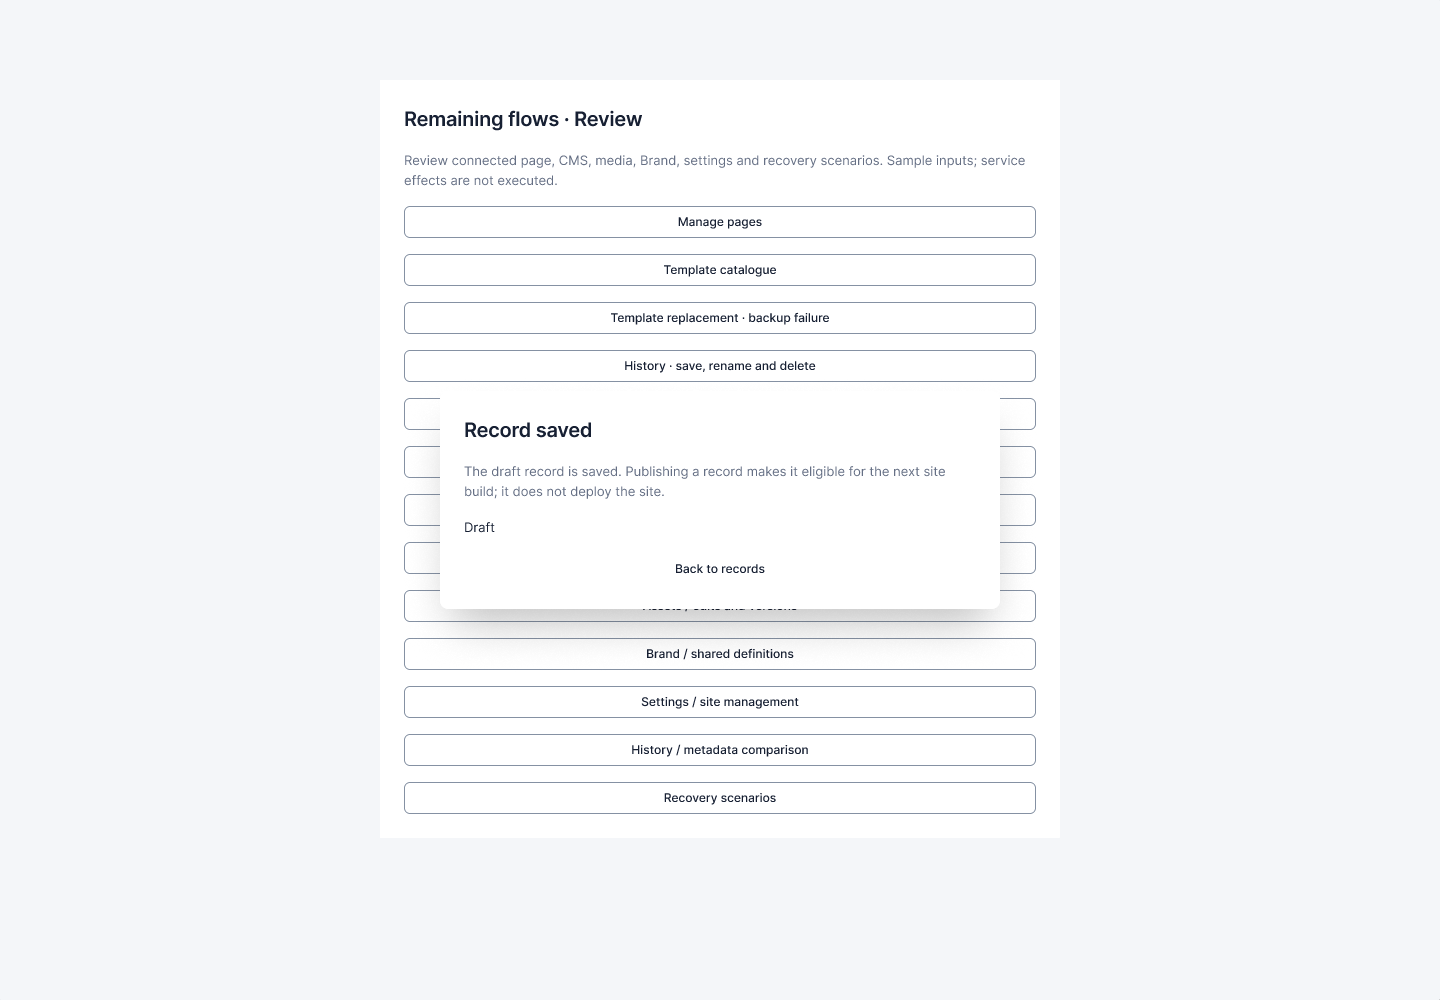 Remaining flows · Review
Review connected page, CMS, media, Brand, settings and recovery scenarios. Sample inputs; service
effects are not executed.
Manage pages
Template catalogue
Template replacement · backup failure
History · save, rename and delete
Record saved
The draft record is saved. Publishing a record makes it eligible for the next site
build; it does not deploy the site.
Draft
Back to records
Brand / shared definitions
Settings / site management
History / metadata comparison
Recovery scenarios